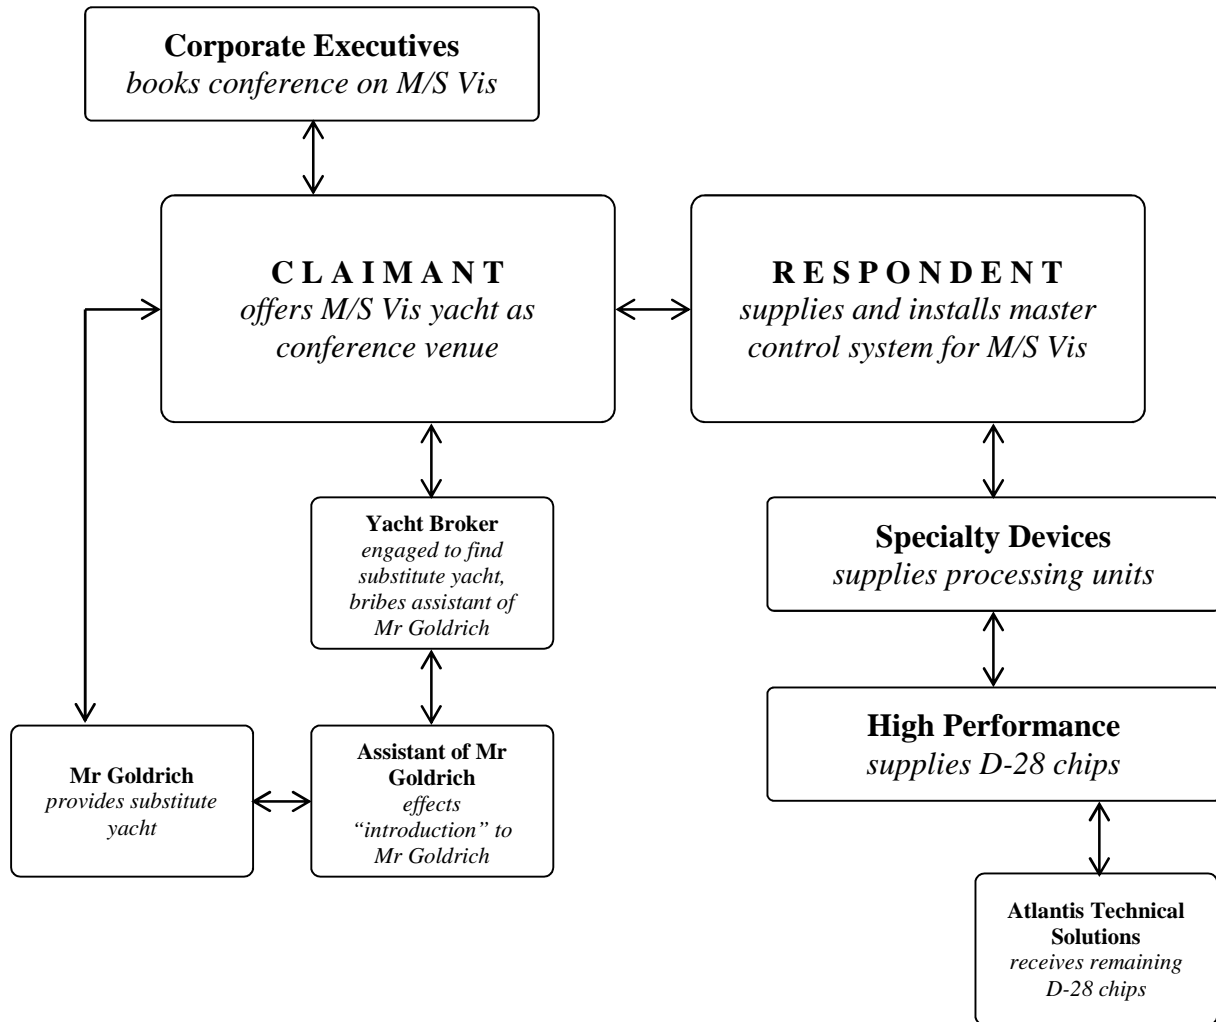 Corporate Executives
books conference on M/S Vis
C L A I M A N T
offers M/S Vis yacht as
conference venue
R E S P O N D E N T
supplies and installs master
control system for M/S Vis
Yacht Broker
engaged to find
substitute yacht,
bribes assistant of
Mr Goldrich
Specialty Devices
supplies processing units
High Performance
supplies D-28 chips
Mr Goldrich
provides substitute
yacht
Assistant of Mr
Goldrich
effects
“introduction” to
Mr Goldrich
Atlantis Technical
Solutions
receives remaining
D-28 chips